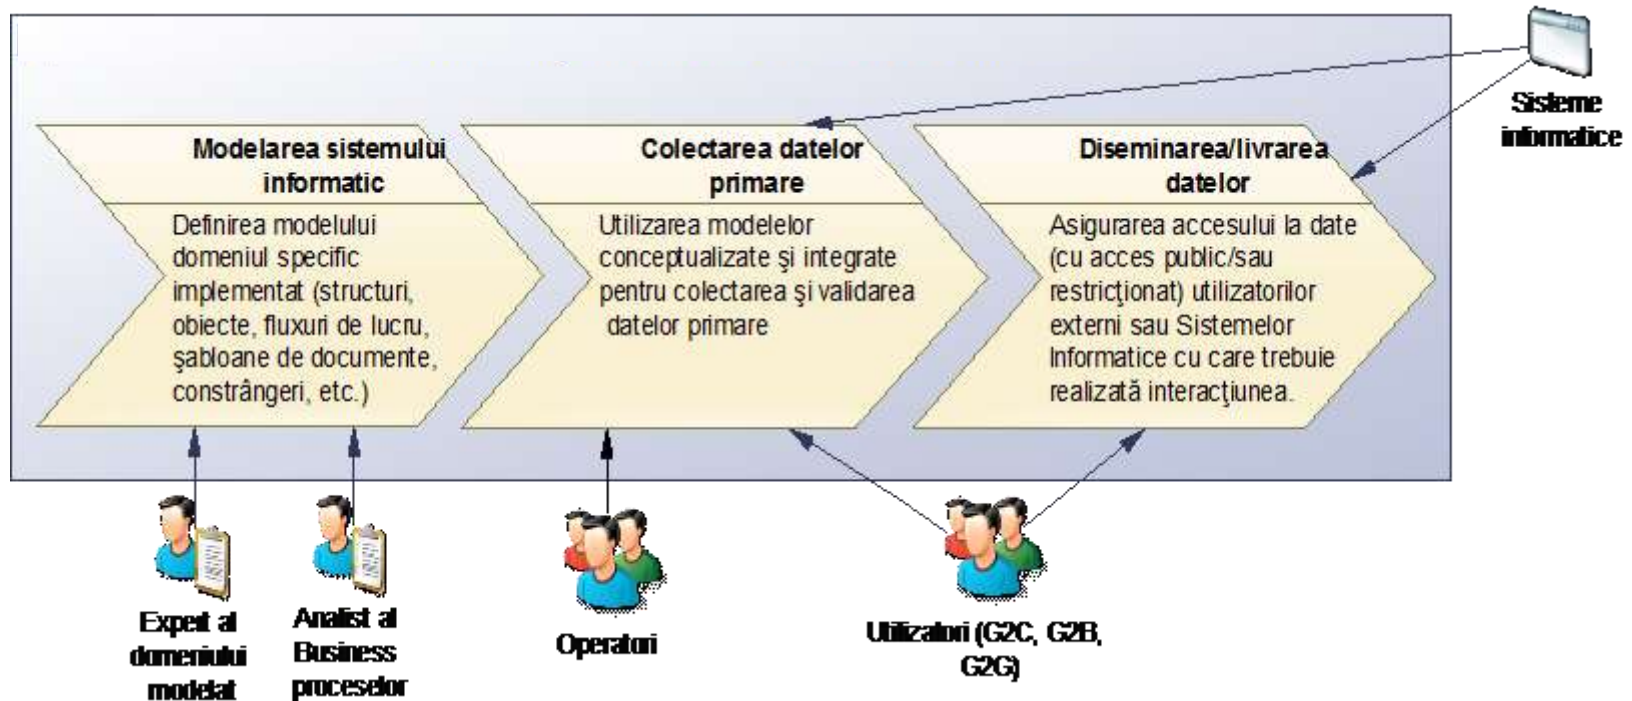 Sisteme
informatice
Modelarea sistemului
informatic
Definirea modelului
domeniul specific
implementat (structuri,
obiecte, fluxuri de lucru,
şabloane de documente,
constrângeri, etc.)
Colectarea datelor
primare
Utilizarea modelelor
conceptualizate şi integrate
pentru colectarea şi validarea
datelor primare
Diseminarea/livrarea
datelor
Asigurarea accesului la date
(cu acces public/sau
restricţionat) utilizatorilor
externi sau Sistemelor
Informatice cu care trebuie
realizată interacţiunea.
Expert al
domeniului
modelat
Analist al
Business
proceselor
Operatori
Utilizatori (G2C, G2B,
G2G)